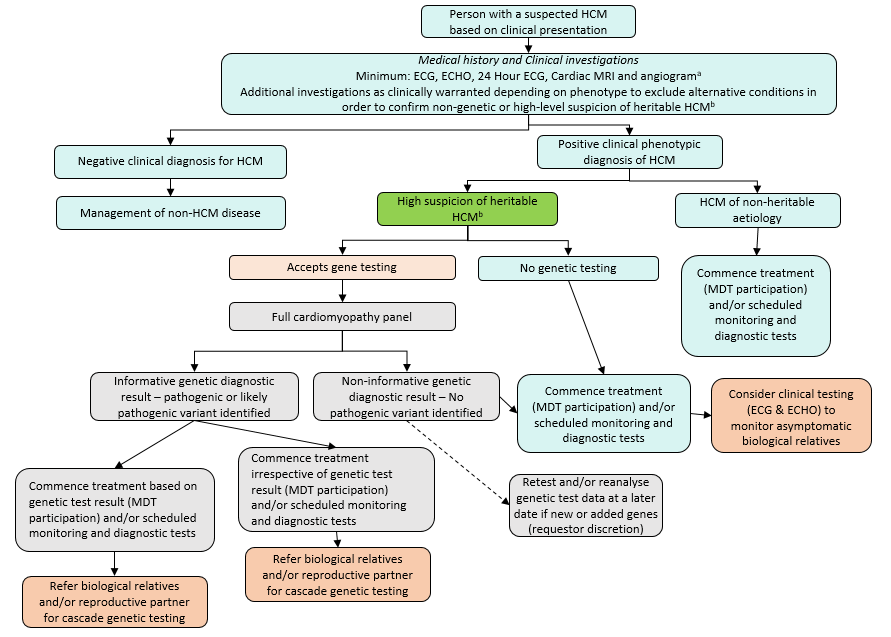 Person with a suspected HCM
based on clinical presentation
Medical history and Clinical investigations
Minimum: ECG, ECHO, 24 Hour ECG, Cardiac MRI and angiogramᵃ
Additional investigations as clinically warranted depending on phenotype to exclude alternative conditions in
order to confirm non-genetic or high-level suspicion of heritable HCMᵇ
Negative clinical diagnosis for HCM
Positive clinical phenotypic
diagnosis of HCM
Management of non-HCM disease
High suspicion of heritable
HCMᵇ
HCM of non-heritable
aetiology
Accepts gene testing
No genetic testing
Commence treatment
(MDT participation)
and/or scheduled
monitoring and
diagnostic tests
Full cardiomyopathy panel
Informative genetic diagnostic
result – pathogenic or likely
pathogenic variant identified
Non-informative genetic
diagnostic result – No
pathogenic variant identified
Commence treatment
(MDT participation) and/or
scheduled monitoring and
diagnostic tests
Consider clinical testing
(ECG & ECHO) to
monitor asymptomatic
biological relatives
Commence treatment based on
genetic test result (MDT
participation) and/or scheduled
monitoring and diagnostic tests
Commence treatment
irrespective of genetic test
result (MDT participation)
and/or scheduled monitoring
and diagnostic tests
Retest and/or reanalyse
genetic test data at a later
date if new or added genes
(requestor discretion)
Refer biological relatives
and/or reproductive partner
for cascade genetic testing
Refer biological relatives
and/or reproductive partner
for cascade genetic testing